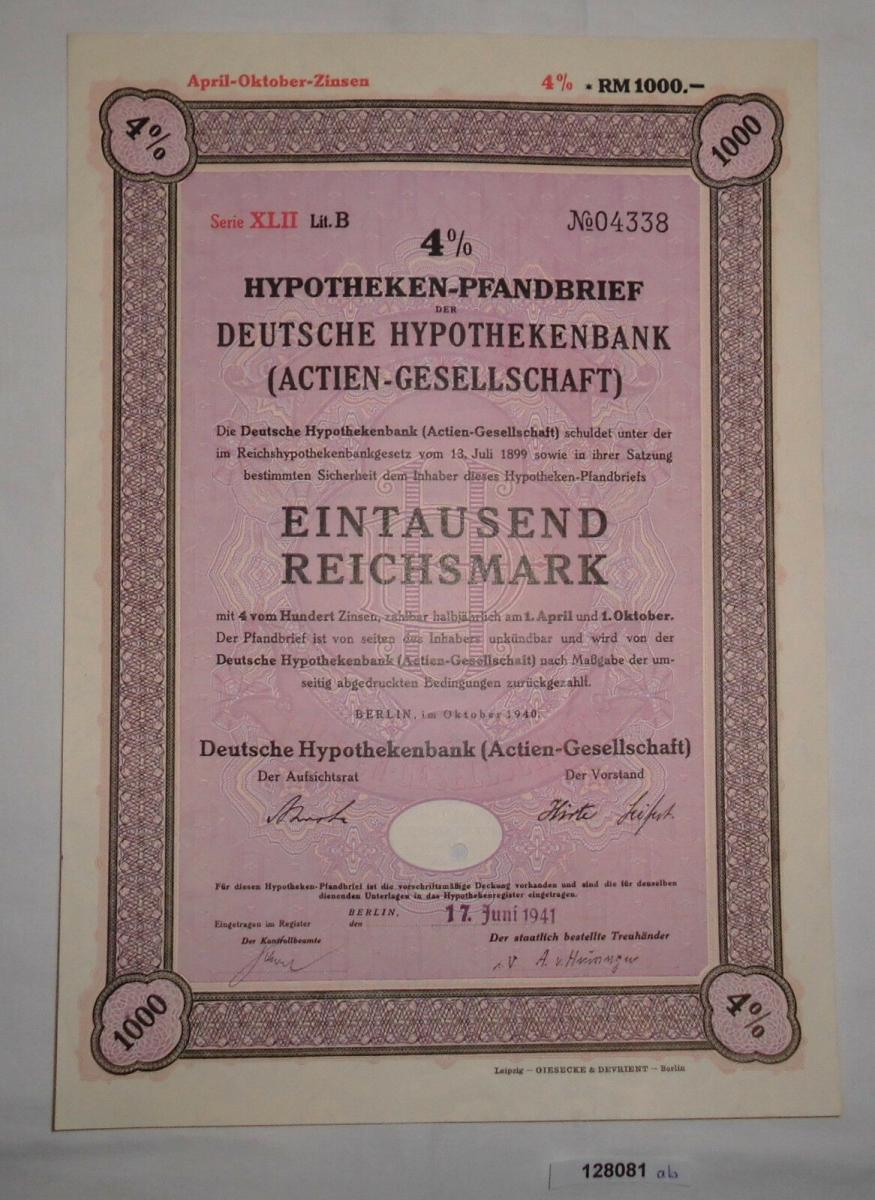 April-Oktober-Zinsen 4% * RM 1000.—
4% 1000
Serie XLII Lit. B №04338
4%
HYPOTHEKEN-PFANDBRIEF
DER
DEUTSCHE HYPOTHEKENBANK
(ACTIEN-GESELLSCHAFT)
Die Deutsche Hypothekenbank (Actien-Gesellschaft) schuldet unter der
im Reichshypothekenbankgesetz vom 13. Juli 1899 sowie in ihrer Satzung
bestimmten Sicherheit dem Inhaber dieses Hypotheken-Pfandbriefs
EINTAUSEND
REICHSMARK
mit 4 vom Hundert Zinsen, zahlbar halbjährlich am 1. April und 1. Oktober.
Der Pfandbrief ist von seiten des Inhabers unkündbar und wird von der
Deutsche Hypothekenbank (Actien-Gesellschaft) nach Maßgabe der um-
seitig abgedruckten Bedingungen zurückgezahlt.
BERLIN, im Oktober 1940.
Deutsche Hypothekenbank (Actien-Gesellschaft)
Der Aufsichtsrat Der Vorstand
Hirte Seifert
Für diesen Hypotheken-Pfandbrief ist die vorschriftsmäßige Deckung vorhanden und sind die für denselben
dienenden Unterlagen in das Hypothekenregister eingetragen.
BERLIN, 17. Juni 1941
Eingetragen im Register den
Der Kontrollbeamte Der staatlich bestellte Treuhänder
1000 4%
Leipzig — GIESECKE & DEVRIENT — Berlin
128081 ab